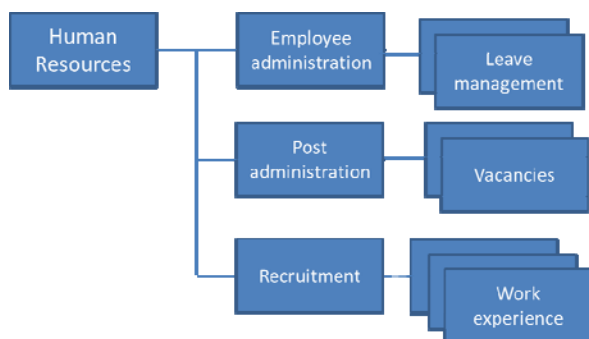 Human
Resources
Employee
administration
Leave
management
Post
administration
Vacancies
Recruitment
Work
experience